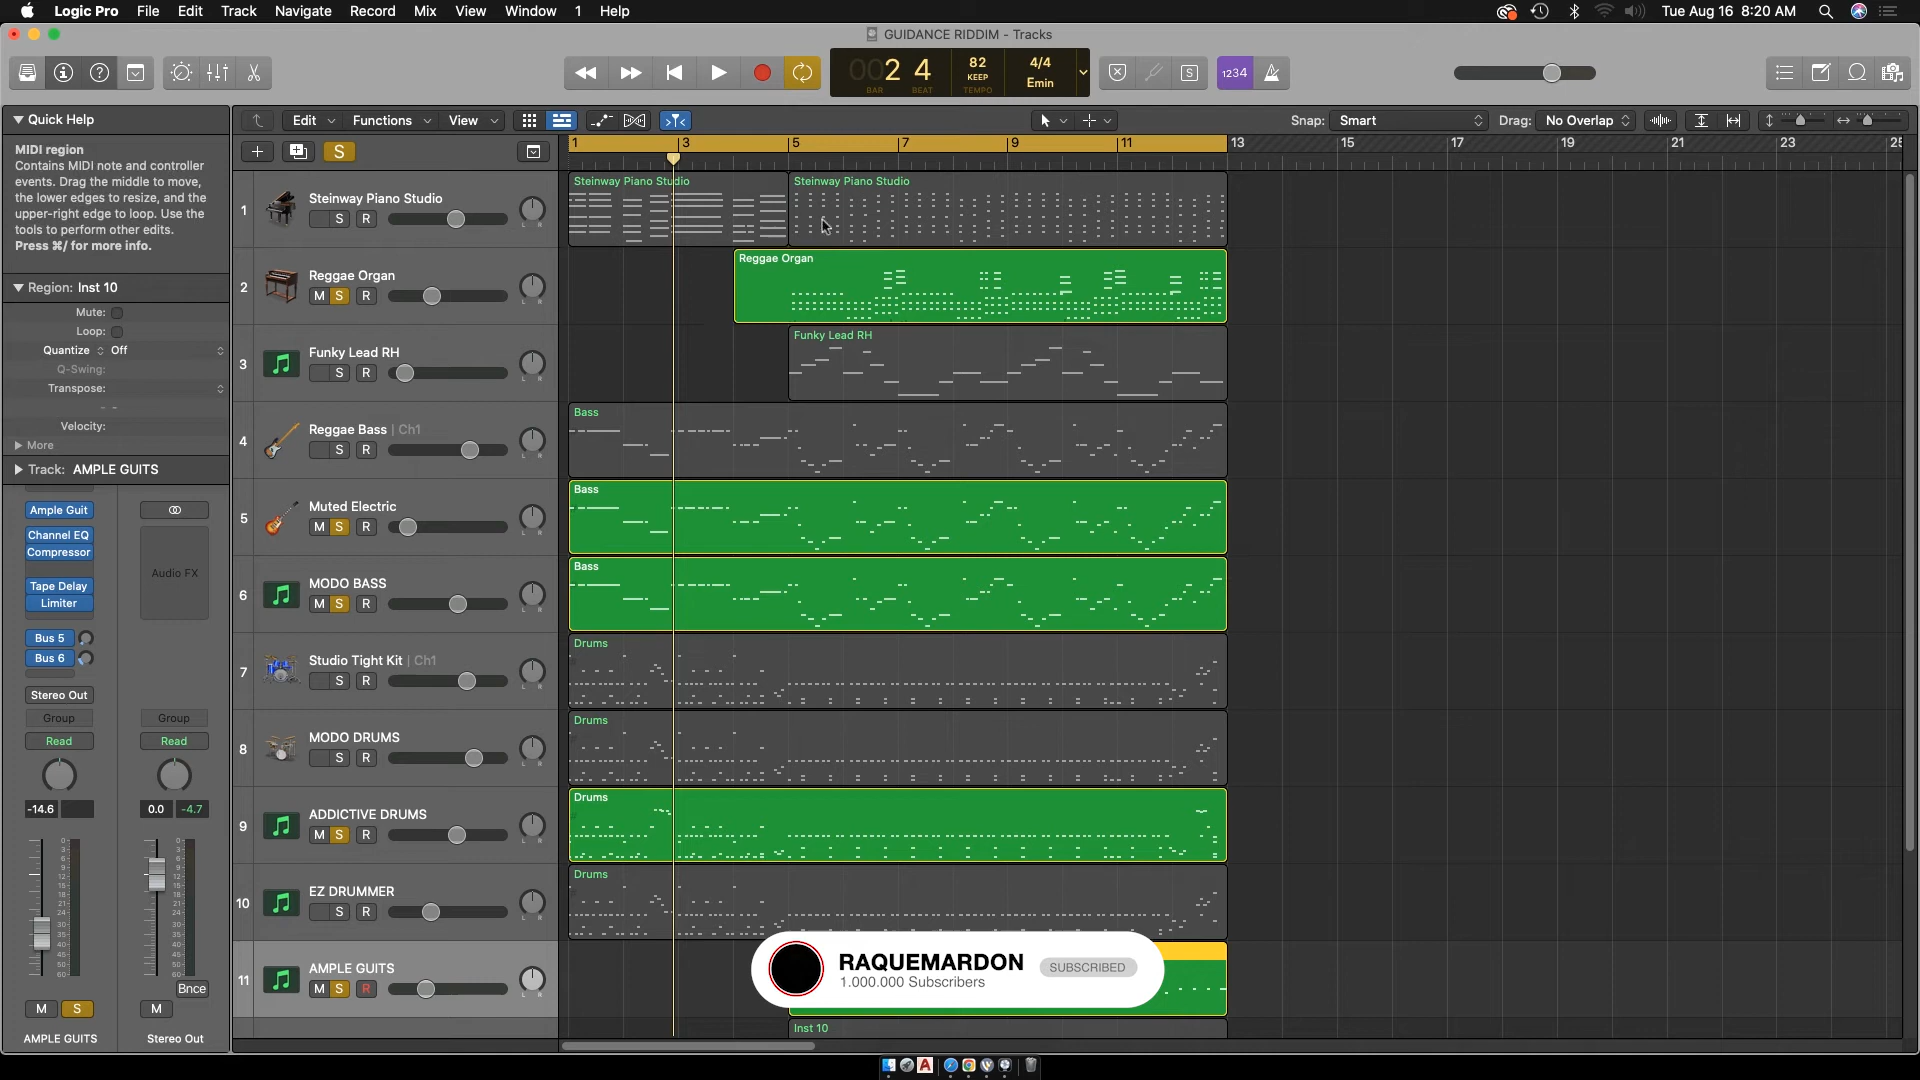 Logic Pro File Edit Track Navigate Record Mix View Window 1 Help
Tue Aug 16 8:20 AM
GUIDANCE RIDDIM - Tracks
002 4
BAR BEAT
82
KEEP
TEMPO
4/4
Emin
1234
S
Quick Help
MIDI region
Contains MIDI note and controller
events. Drag the middle to move,
the lower edges to resize, and the
upper-right edge to loop. Use the
tools to perform other edits.
Press ⌘/ for more info.
Region: Inst 10
Mute:
Loop:
Quantize Off
Q-Swing:
Transpose:
- -
Velocity:
More
Track: AMPLE GUITS
Ample Guit
Channel EQ
Compressor
Audio FX
Tape Delay
Limiter
Bus 5
Bus 6
Stereo Out
Group Group
Read Read
-14.6 0.0 -4.7
Bnce
M S M
AMPLE GUITS Stereo Out
Edit Functions View
Snap: Smart Drag: No Overlap
S
1 3 5 7 9 11 13 15 17 19 21 23 25
1 Steinway Piano Studio
S R
Steinway Piano Studio Steinway Piano Studio
2 Reggae Organ
M S R
Reggae Organ
3 Funky Lead RH
S R
Funky Lead RH
4 Reggae Bass | Ch1
S R
Bass
5 Muted Electric
M S R
Bass
6 MODO BASS
M S R
Bass
7 Studio Tight Kit | Ch1
S R
Drums
8 MODO DRUMS
S R
Drums
9 ADDICTIVE DRUMS
M S R
Drums
10 EZ DRUMMER
S R
Drums
11 AMPLE GUITS
M S R
RAQUEMARDON SUBSCRIBED
1.000.000 Subscribers
Inst 10